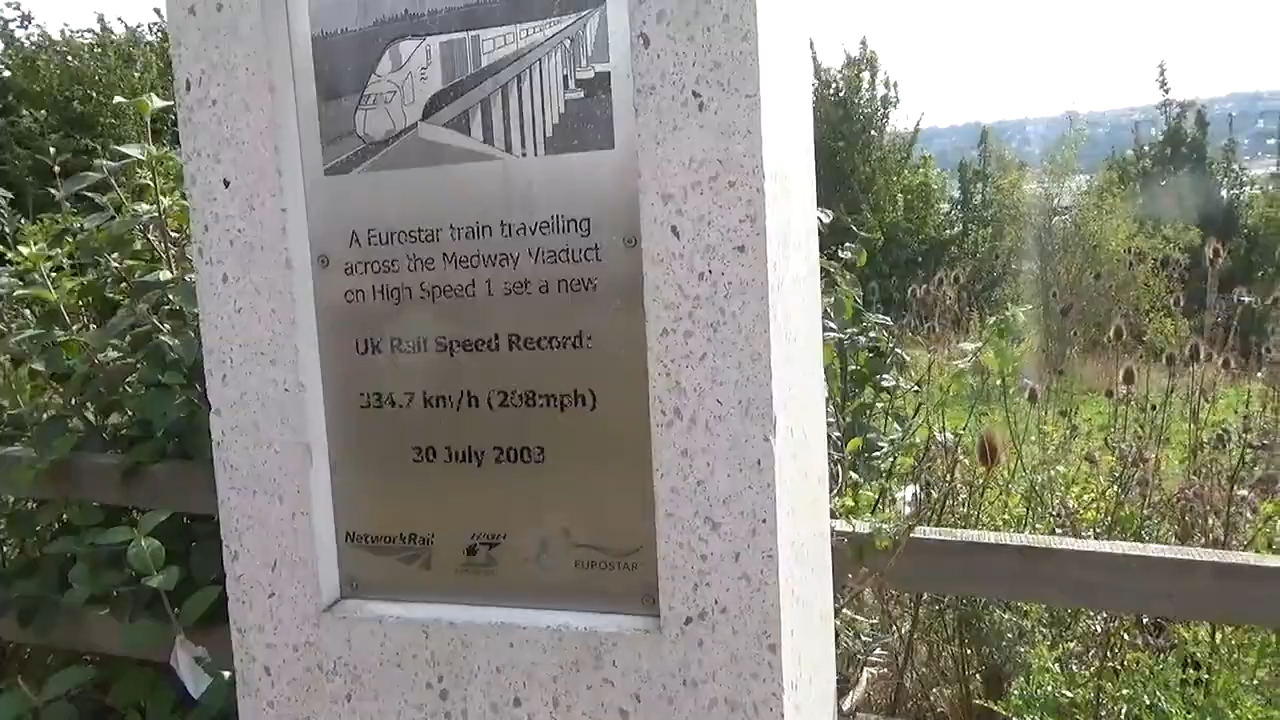 A Eurostar train travelling
across the Medway Viaduct
on High Speed 1 set a new
UK Rail Speed Record:
334.7 km/h (208mph)
30 July 2003
NetworkRail
HIGH
EUROSTAR